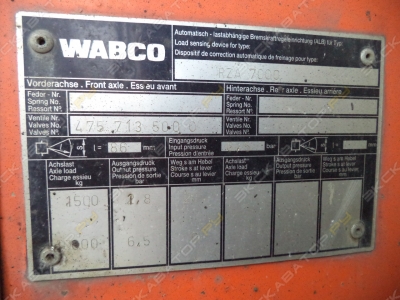 WABCO
Automatisch - lastabhängige Bremskraftregeleinrichtung (ALB) für Typ:
Load sensing device for type:
Dispositif de correction automatique de freinage pour type:
Vorderachse . Front axle . Essieu avant
Hinterachse . Rear axle . Essieu arrière
Feder - Nr.
Spring No.
Ressort N°
Feder - Nr.
Spring No.
Ressort N°
Ventile Nr.
Valves No.
Valves N°
475 713 500
Ventile Nr.
Valves No.
Valves N°
l = 86 mm
Eingangsdruck
Input pressure
Pression d'entrée
bar
Achslast
Axle load
Charge essieu
kg
Ausgangsdruck
Output pressure
Pression de sortie
bar
Weg s am Hebel
Stroke s at lever
Course s au levier
mm
Achslast
Axle load
Charge essieu
kg
Ausgangsdruck
Output pressure
Pression de sortie
bar
Weg s am Hebel
Stroke s at lever
Course s au levier
mm
1500 1,8
6,5